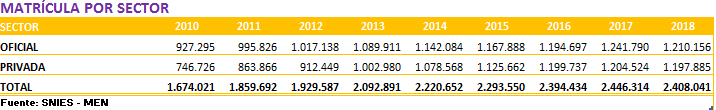 MATRÍCULA POR SECTOR
SECTOR 2010 2011 2012 2013 2014 2015 2016 2017 2018
OFICIAL 927.295 995.826 1.017.138 1.089.911 1.142.084 1.167.888 1.194.697 1.241.790 1.210.156
PRIVADA 746.726 863.866 912.449 1.002.980 1.078.568 1.125.662 1.199.737 1.204.524 1.197.885
TOTAL 1.674.021 1.859.692 1.929.587 2.092.891 2.220.652 2.293.550 2.394.434 2.446.314 2.408.041
Fuente: SNIES - MEN